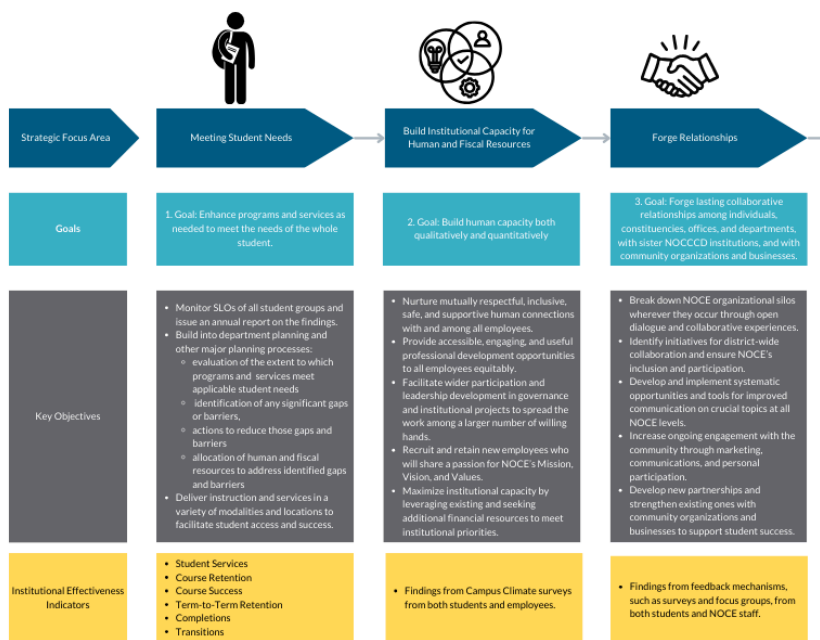 Strategic Focus Area
Meeting Student Needs
Build Institutional Capacity for
Human and Fiscal Resources
Forge Relationships
Goals
1. Goal: Enhance programs and services as
needed to meet the needs of the whole
student.
2. Goal: Build human capacity both
qualitatively and quantitatively
3. Goal: Forge lasting collaborative
relationships among individuals,
constituencies, offices, and departments,
with sister NOCCCD institutions, and with
community organizations and businesses.
Key Objectives
• Monitor SLOs of all student groups and
issue an annual report on the findings.
• Build into department planning and
other major planning processes:
○ evaluation of the extent to which
programs and services meet
applicable student needs
○ identification of any significant gaps
or barriers,
○ actions to reduce those gaps and
barriers
○ allocation of human and fiscal
resources to address identified gaps
and barriers
• Deliver instruction and services in a
variety of modalities and locations to
facilitate student access and success.
• Nurture mutually respectful, inclusive,
safe, and supportive human connections
with and among all employees.
• Provide accessible, engaging, and useful
professional development opportunities
to all employees equitably.
• Facilitate wider participation and
leadership development in governance
and institutional projects to spread the
work among a larger number of willing
hands.
• Recruit and retain new employees who
will share a passion for NOCE's Mission,
Vision, and Values.
• Maximize institutional capacity by
leveraging existing and seeking
additional financial resources to meet
institutional priorities.
• Break down NOCE organizational silos
wherever they occur through open
dialogue and collaborative experiences.
• Identify initiatives for district-wide
collaboration and ensure NOCE's
inclusion and participation.
• Develop and implement systematic
opportunities and tools for improved
communication on crucial topics at all
NOCE levels.
• Increase ongoing engagement with the
community through marketing,
communications, and personal
participation.
• Develop new partnerships and
strengthen existing ones with
community organizations and
businesses to support student success.
Institutional Effectiveness
Indicators
• Student Services
• Course Retention
• Course Success
• Term-to-Term Retention
• Completions
• Transitions
• Findings from Campus Climate surveys
from both students and employees.
• Findings from feedback mechanisms,
such as surveys and focus groups, from
both students and NOCE staff.